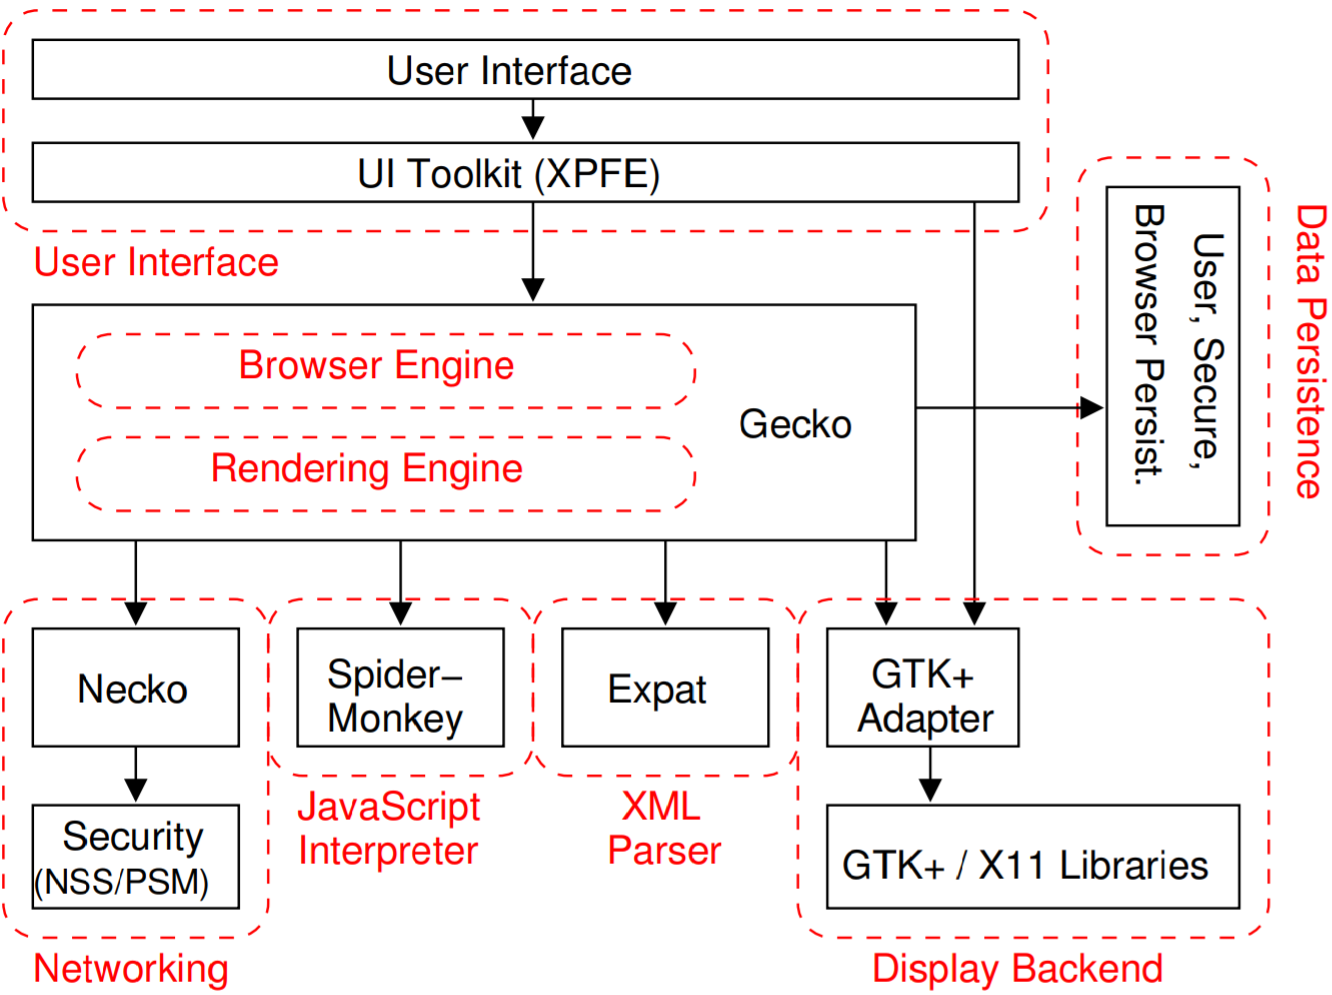 User Interface
UI Toolkit (XPFE)
User Interface
Browser Engine
Gecko
Rendering Engine
User, Secure,
Browser Persist.
Data Persistence
Necko
Spider–
Monkey
Expat
GTK+
Adapter
Security
(NSS/PSM)
JavaScript
Interpreter
XML
Parser
GTK+ / X11 Libraries
Networking
Display Backend